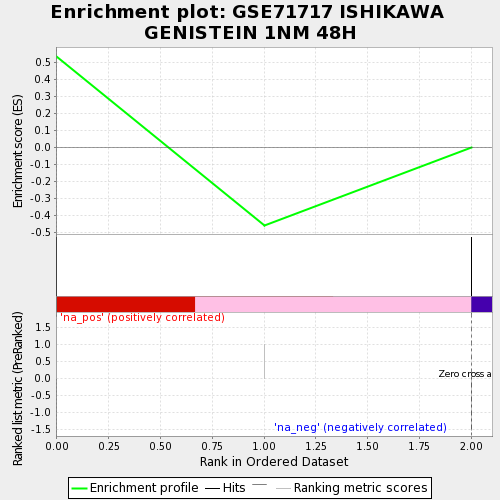 Enrichment plot: GSE71717 ISHIKAWA
GENISTEIN 1NM 48H
Enrichment score (ES)
0.5
0.4
0.3
0.2
0.1
0.0
-0.1
-0.2
-0.3
-0.4
-0.5
'na_pos' (positively correlated)
Ranked list metric (PreRanked)
1.5
1.0
0.5
0.0
-0.5
-1.0
-1.5
Zero cross a
'na_neg' (negatively correlated)
0.00 0.25 0.50 0.75 1.00 1.25 1.50 1.75 2.00
Rank in Ordered Dataset
Enrichment profile Hits Ranking metric scores